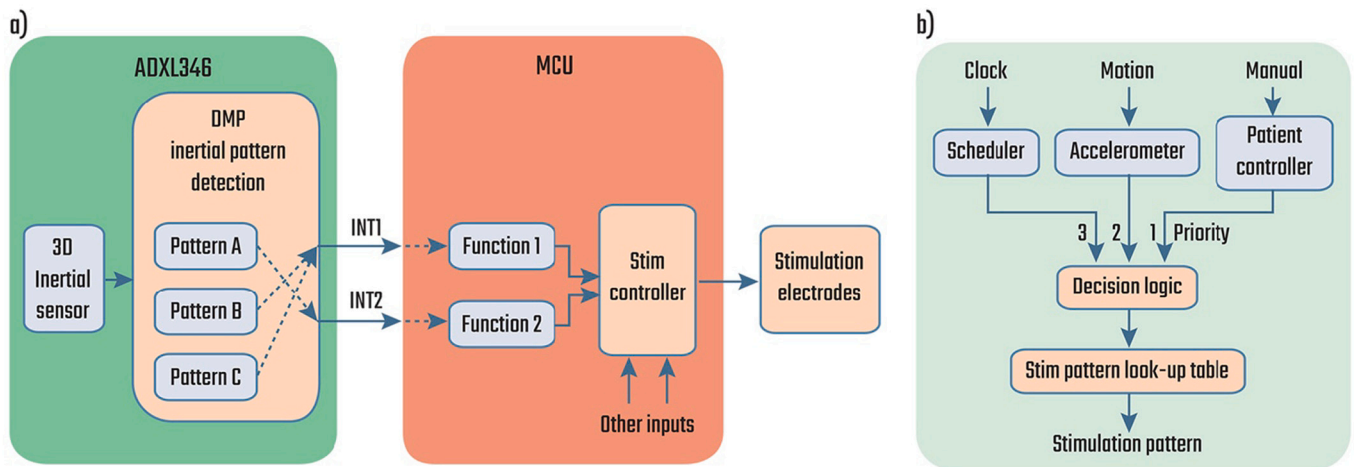 a)
ADXL346
DMP
inertial pattern
detection
3D
Inertial
sensor
Pattern A
Pattern B
Pattern C
INT1
INT2
MCU
Function 1
Function 2
Stim
controller
Other inputs
Stimulation
electrodes
b)
Clock
Motion
Manual
Scheduler
Accelerometer
Patient
controller
3 2 1 Priority
Decision logic
Stim pattern look-up table
Stimulation pattern